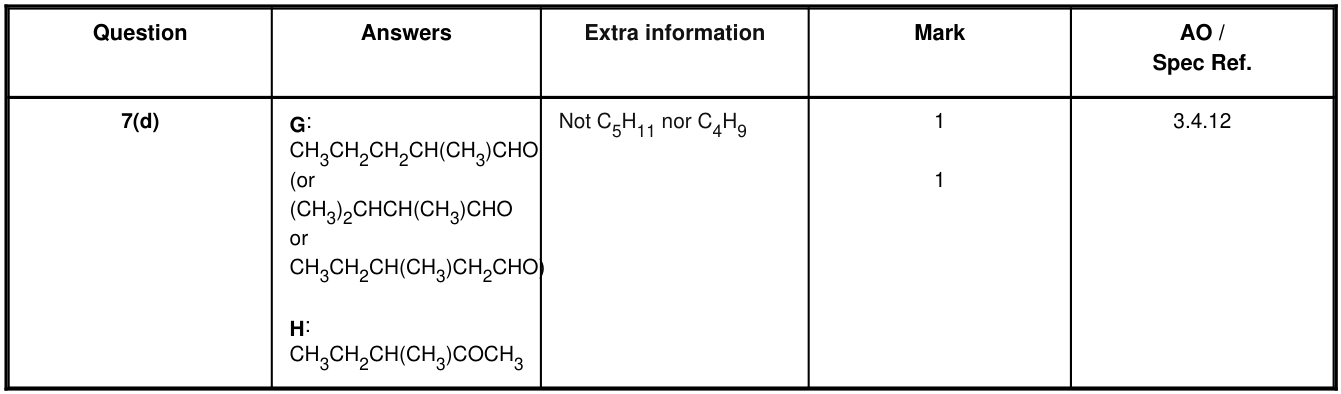 Question Answers Extra information Mark AO /
Spec Ref.
7(d) G: Not C5H11 nor C4H9 1 3.4.12
CH3CH2CH2CH(CH3)CHO
(or 1
(CH3)2CHCH(CH3)CHO
or
CH3CH2CH(CH3)CH2CHO)
H:
CH3CH2CH(CH3)COCH3